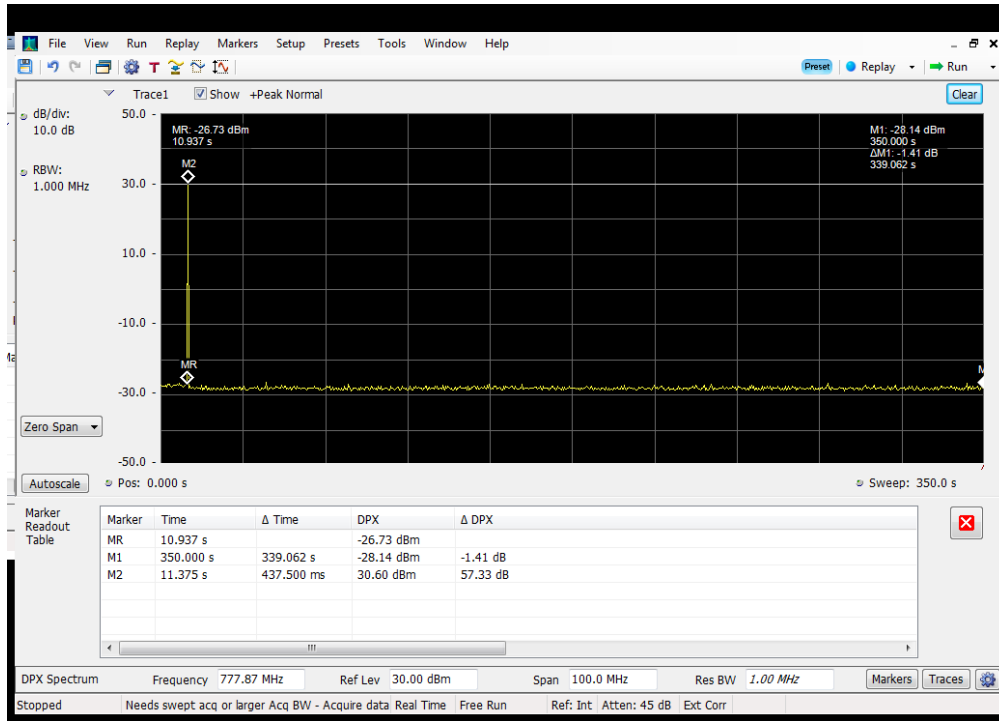 File View Run Replay Markers Setup Presets Tools Window Help
Preset Replay Run
Trace1 Show +Peak Normal Clear
dB/div:
10.0 dB
RBW:
1.000 MHz
50.0
30.0
10.0
-10.0
-30.0
-50.0
MR: -26.73 dBm
10.937 s
M2
MR
M1: -28.14 dBm
350.000 s
ΔM1: -1.41 dB
339.062 s
M
Zero Span
Autoscale Pos: 0.000 s Sweep: 350.0 s
Marker
Readout
Table
Marker Time Δ Time DPX Δ DPX
MR 10.937 s -26.73 dBm
M1 350.000 s 339.062 s -28.14 dBm -1.41 dB
M2 11.375 s 437.500 ms 30.60 dBm 57.33 dB
DPX Spectrum Frequency 777.87 MHz Ref Lev 30.00 dBm Span 100.0 MHz Res BW 1.00 MHz Markers Traces
Stopped Needs swept acq or larger Acq BW - Acquire data Real Time Free Run Ref: Int Atten: 45 dB Ext Corr